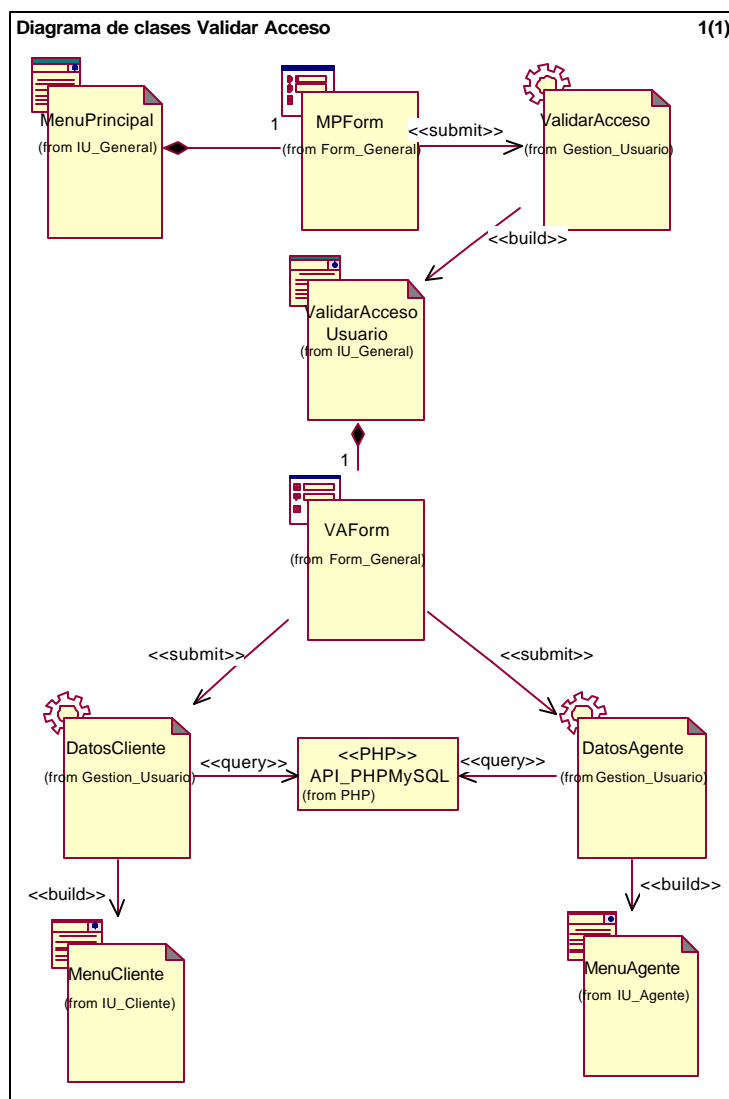 Diagrama de clases Validar Acceso 1(1)
MenuPrincipal
(from IU_General)
1
MPForm
(from Form_General)
<<submit>>
ValidarAcceso
(from Gestion_Usuario)
<<build>>
ValidarAcceso
Usuario
(from IU_General)
1
VAForm
(from Form_General)
<<submit>>
<<submit>>
DatosCliente
(from Gestion_Usuario)
<<query>>
<<PHP>>
API_PHPMySQL
(from PHP)
<<query>>
DatosAgente
(from Gestion_Usuario)
<<build>>
<<build>>
MenuCliente
(from IU_Cliente)
MenuAgente
(from IU_Agente)